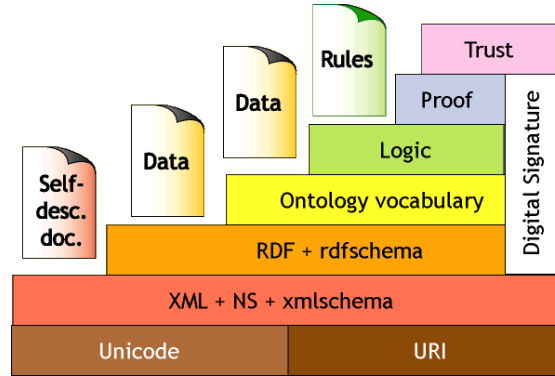 Trust
Rules
Proof
Data
Logic
Data
Self-
desc.
doc.
Ontology vocabulary
Digital Signature
RDF + rdfschema
XML + NS + xmlschema
Unicode
URI